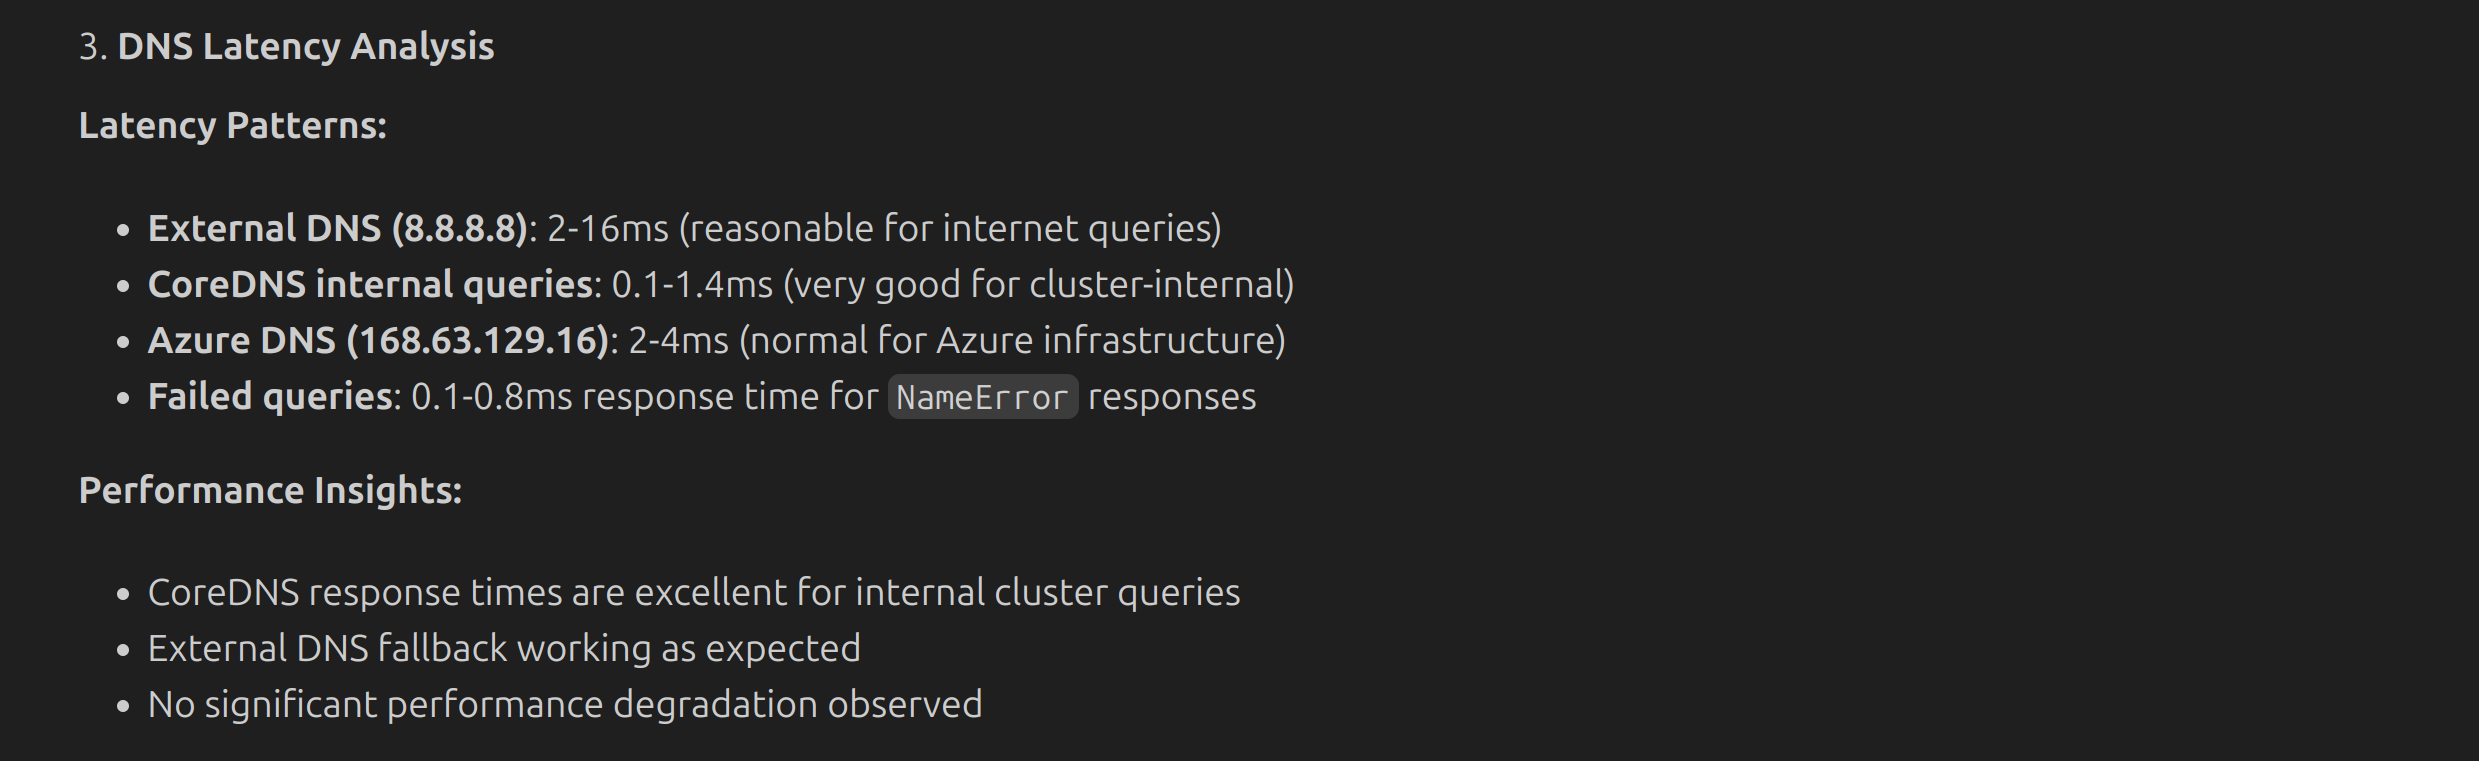 3. DNS Latency Analysis
Latency Patterns:
• External DNS (8.8.8.8): 2-16ms (reasonable for internet queries)
• CoreDNS internal queries: 0.1-1.4ms (very good for cluster-internal)
• Azure DNS (168.63.129.16): 2-4ms (normal for Azure infrastructure)
• Failed queries: 0.1-0.8ms response time for NameError responses
Performance Insights:
• CoreDNS response times are excellent for internal cluster queries
• External DNS fallback working as expected
• No significant performance degradation observed